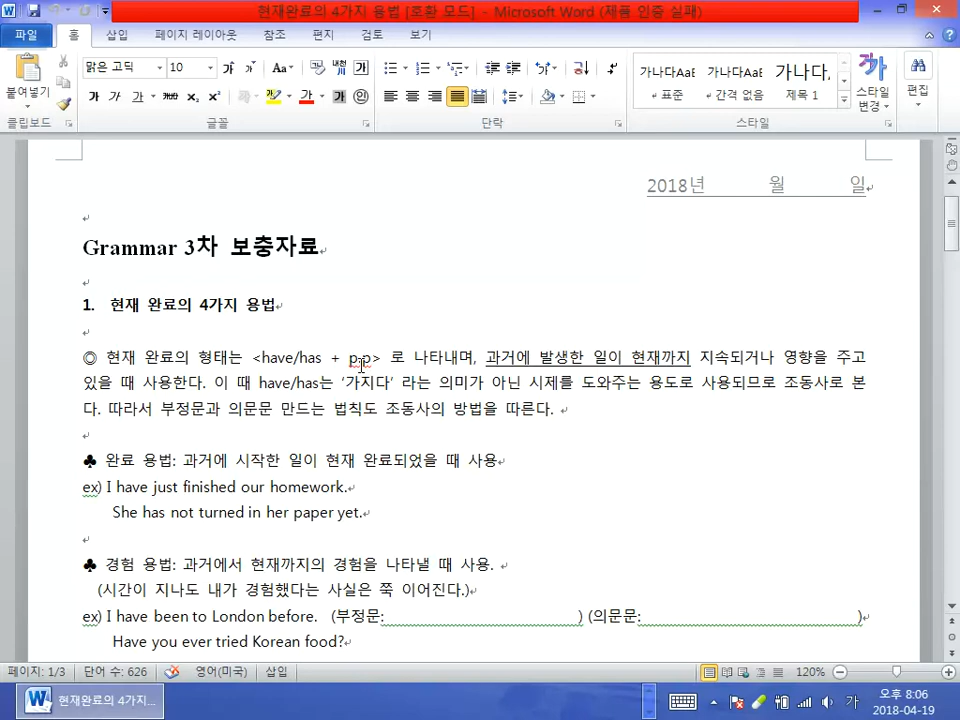 현재완료의 4가지 용법 [호환 모드] - Microsoft Word (제품 인증 실패)
파일 홈 삽입 페이지 레이아웃 참조 편지 검토 보기
붙여넣기
맑은 고딕 10
가나다AaE 가나다AaE 가나다,
표준 간격 없음 제목 1
스타일 변경
편집
클립보드 글꼴 단락 스타일
2018년 월 일
Grammar 3차 보충자료
1. 현재 완료의 4가지 용법
◎ 현재 완료의 형태는 <have/has + p.p> 로 나타내며, 과거에 발생한 일이 현재까지 지속되거나 영향을 주고
있을 때 사용한다. 이 때 have/has는 ‘가지다’ 라는 의미가 아닌 시제를 도와주는 용도로 사용되므로 조동사로 본
다. 따라서 부정문과 의문문 만드는 법칙도 조동사의 방법을 따른다.
♣ 완료 용법: 과거에 시작한 일이 현재 완료되었을 때 사용
ex) I have just finished our homework.
She has not turned in her paper yet.
♣ 경험 용법: 과거에서 현재까지의 경험을 나타낼 때 사용.
(시간이 지나도 내가 경험했다는 사실은 쭉 이어진다.)
ex) I have been to London before. (부정문: ) (의문문: )
Have you ever tried Korean food?
페이지: 1/3 단어 수: 626 영어(미국) 삽입 120%
현재완료의 4가지... 가 오후 8:06
2018-04-19